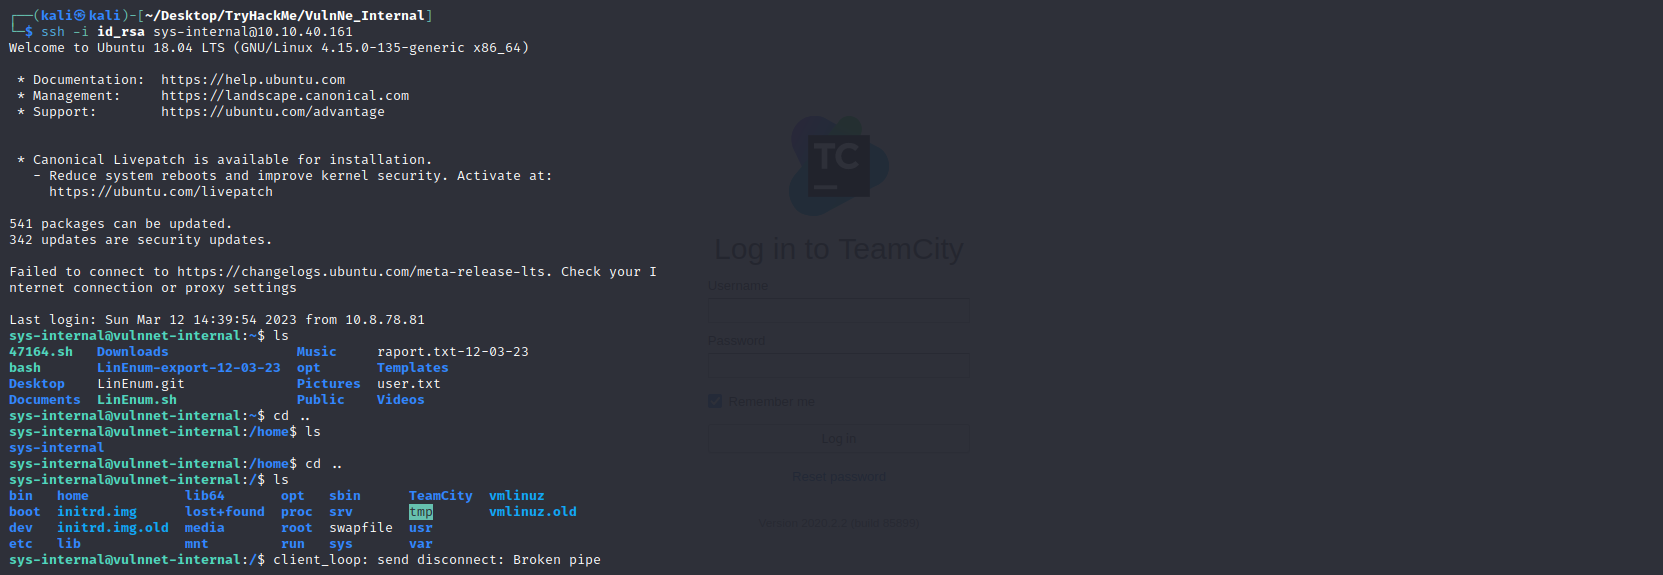 ┌──(kali㉿kali)-[~/Desktop/TryHackMe/VulnNe_Internal]
└─$ ssh -i id_rsa sys-internal@10.10.40.161
Welcome to Ubuntu 18.04 LTS (GNU/Linux 4.15.0-135-generic x86_64)
* Documentation:  https://help.ubuntu.com
* Management:     https://landscape.canonical.com
* Support:        https://ubuntu.com/advantage
* Canonical Livepatch is available for installation.
- Reduce system reboots and improve kernel security. Activate at:
https://ubuntu.com/livepatch
541 packages can be updated.
342 updates are security updates.
Failed to connect to https://changelogs.ubuntu.com/meta-release-lts. Check your I
nternet connection or proxy settings
Last login: Sun Mar 12 14:39:54 2023 from 10.8.78.81
sys-internal@vulnnet-internal:~$ ls
47164.sh   Downloads                Music     raport.txt-12-03-23
bash       LinEnum-export-12-03-23  opt       Templates
Desktop    LinEnum.git              Pictures  user.txt
Documents  LinEnum.sh               Public    Videos
sys-internal@vulnnet-internal:~$ cd ..
sys-internal@vulnnet-internal:/home$ ls
sys-internal
sys-internal@vulnnet-internal:/home$ cd ..
sys-internal@vulnnet-internal:/$ ls
bin   home            lib64       opt   sbin      TeamCity  vmlinuz
boot  initrd.img      lost+found  proc  srv       tmp       vmlinuz.old
dev   initrd.img.old  media       root  swapfile  usr
etc   lib             mnt         run   sys       var
sys-internal@vulnnet-internal:/$ client_loop: send disconnect: Broken pipe
TC
Log in to TeamCity
Username
Password
Remember me
Log in
Reset password